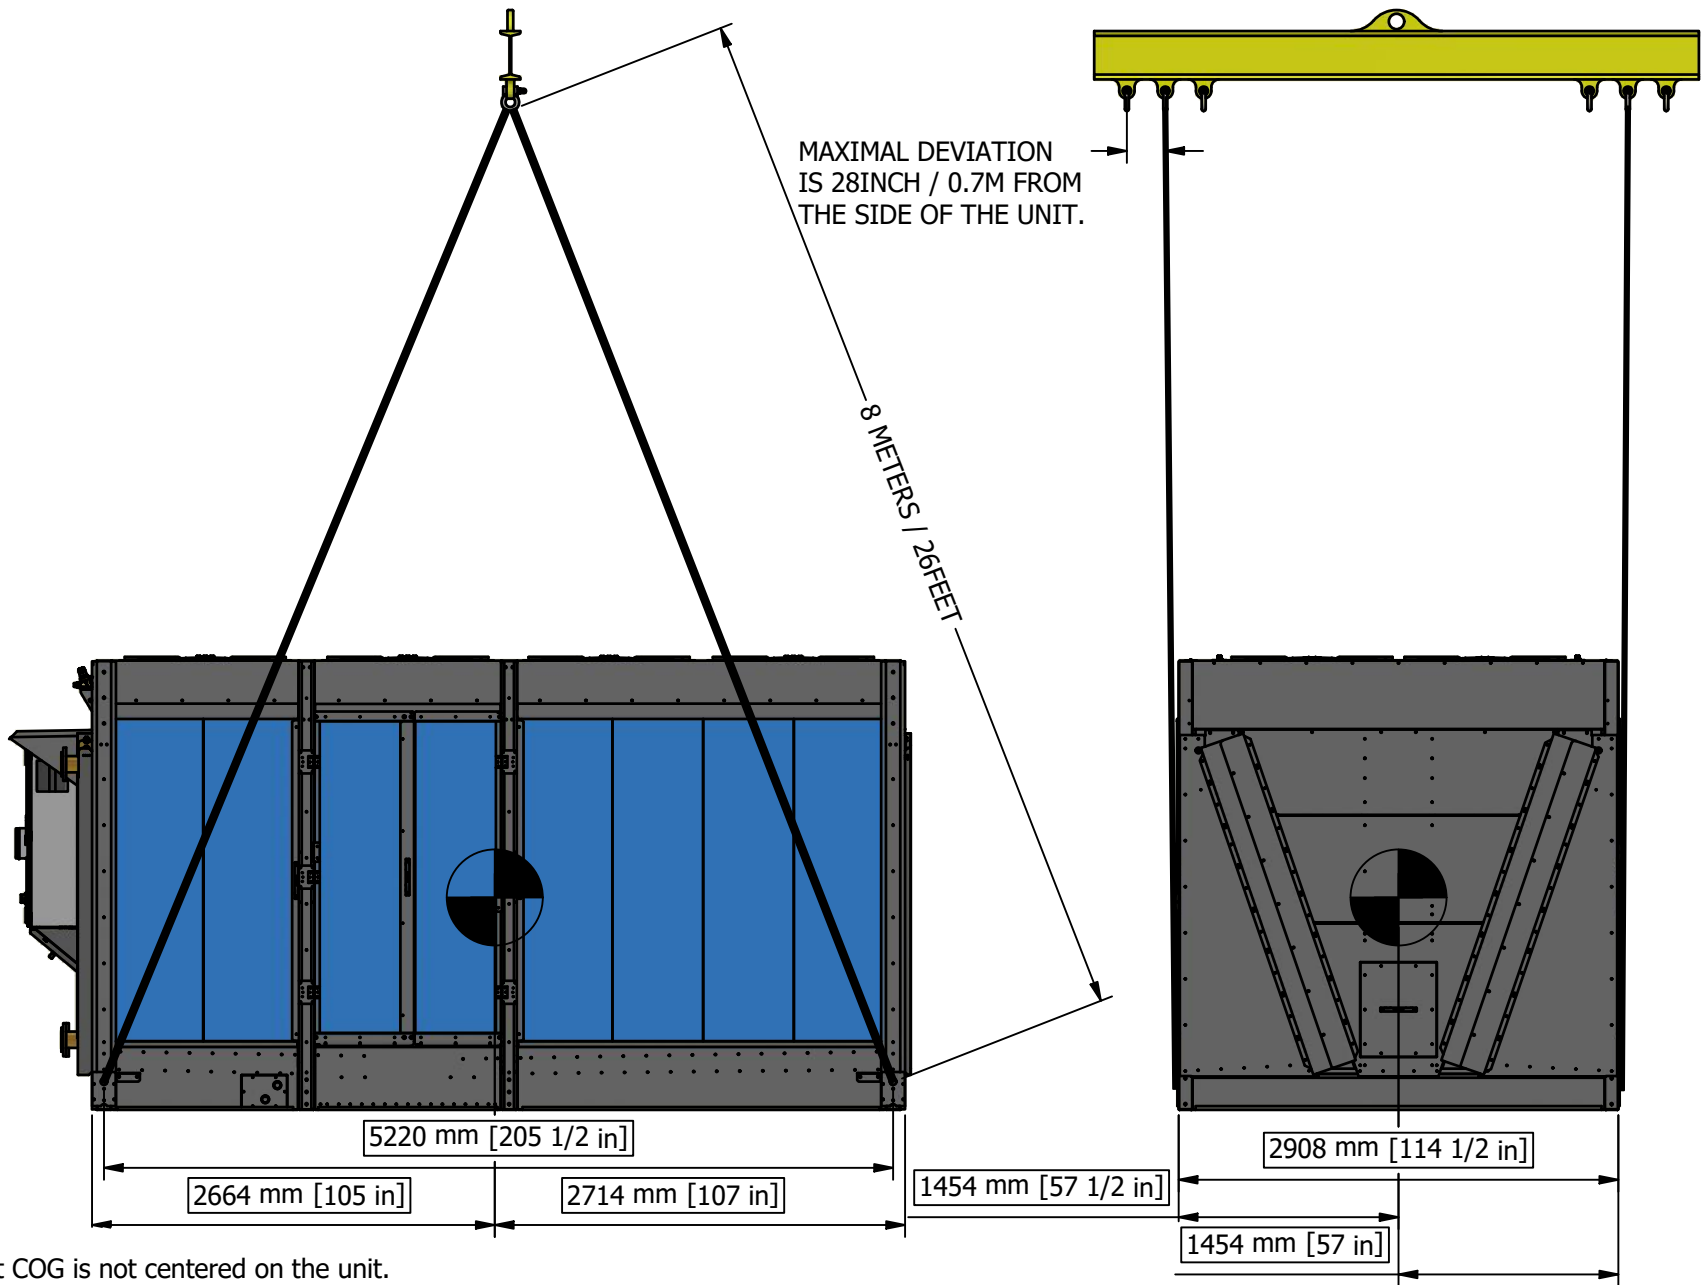 MAXIMAL DEVIATION
IS 28INCH / 0.7M FROM
THE SIDE OF THE UNIT.
8 METERS / 26FEET
5220 mm [205 1/2 in]
2664 mm [105 in]
2714 mm [107 in]
1454 mm [57 1/2 in]
2908 mm [114 1/2 in]
1454 mm [57 in]
COG is not centered on the unit.